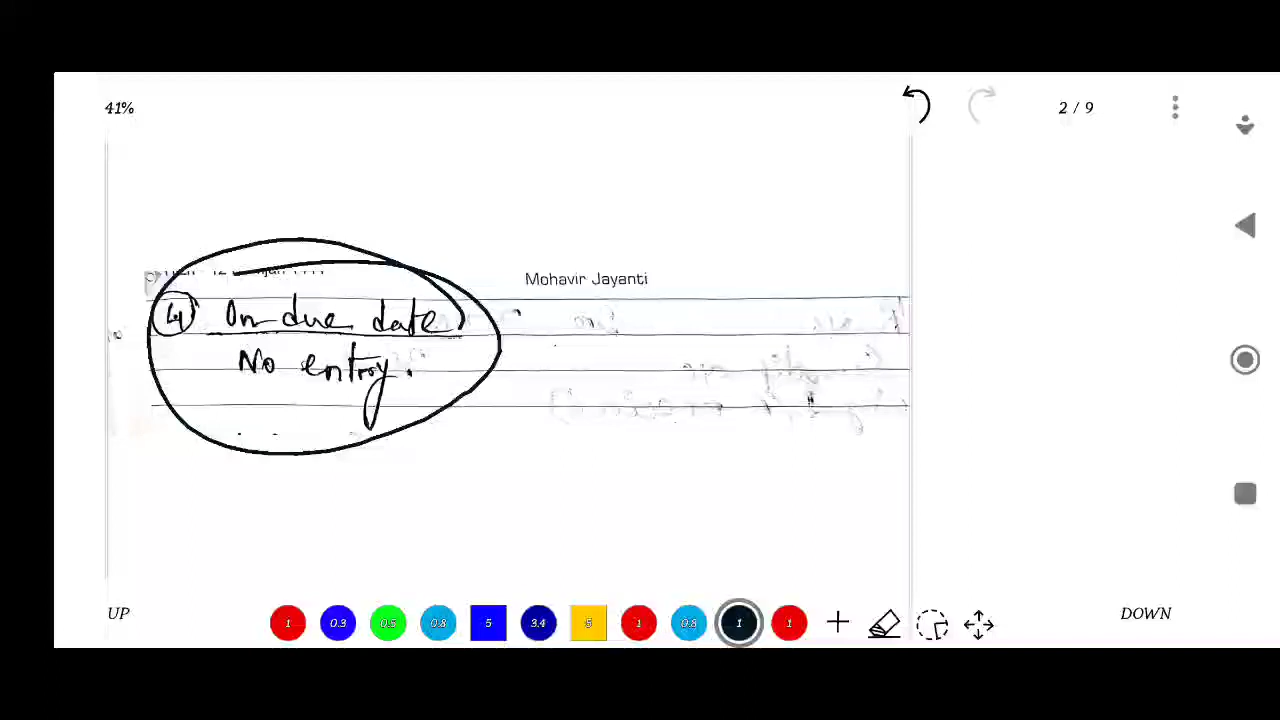 41%
2 / 9
Mohavir Jayanti
4 On due date
No entry.
UP
1 0.3 0.5 0.8 5 3.4 5 1 0.8 1 1
DOWN